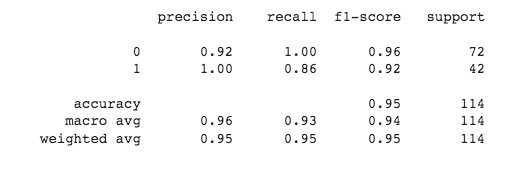 precision recall f1-score support
0 0.92 1.00 0.96 72
1 1.00 0.86 0.92 42
accuracy 0.95 114
macro avg 0.96 0.93 0.94 114
weighted avg 0.95 0.95 0.95 114